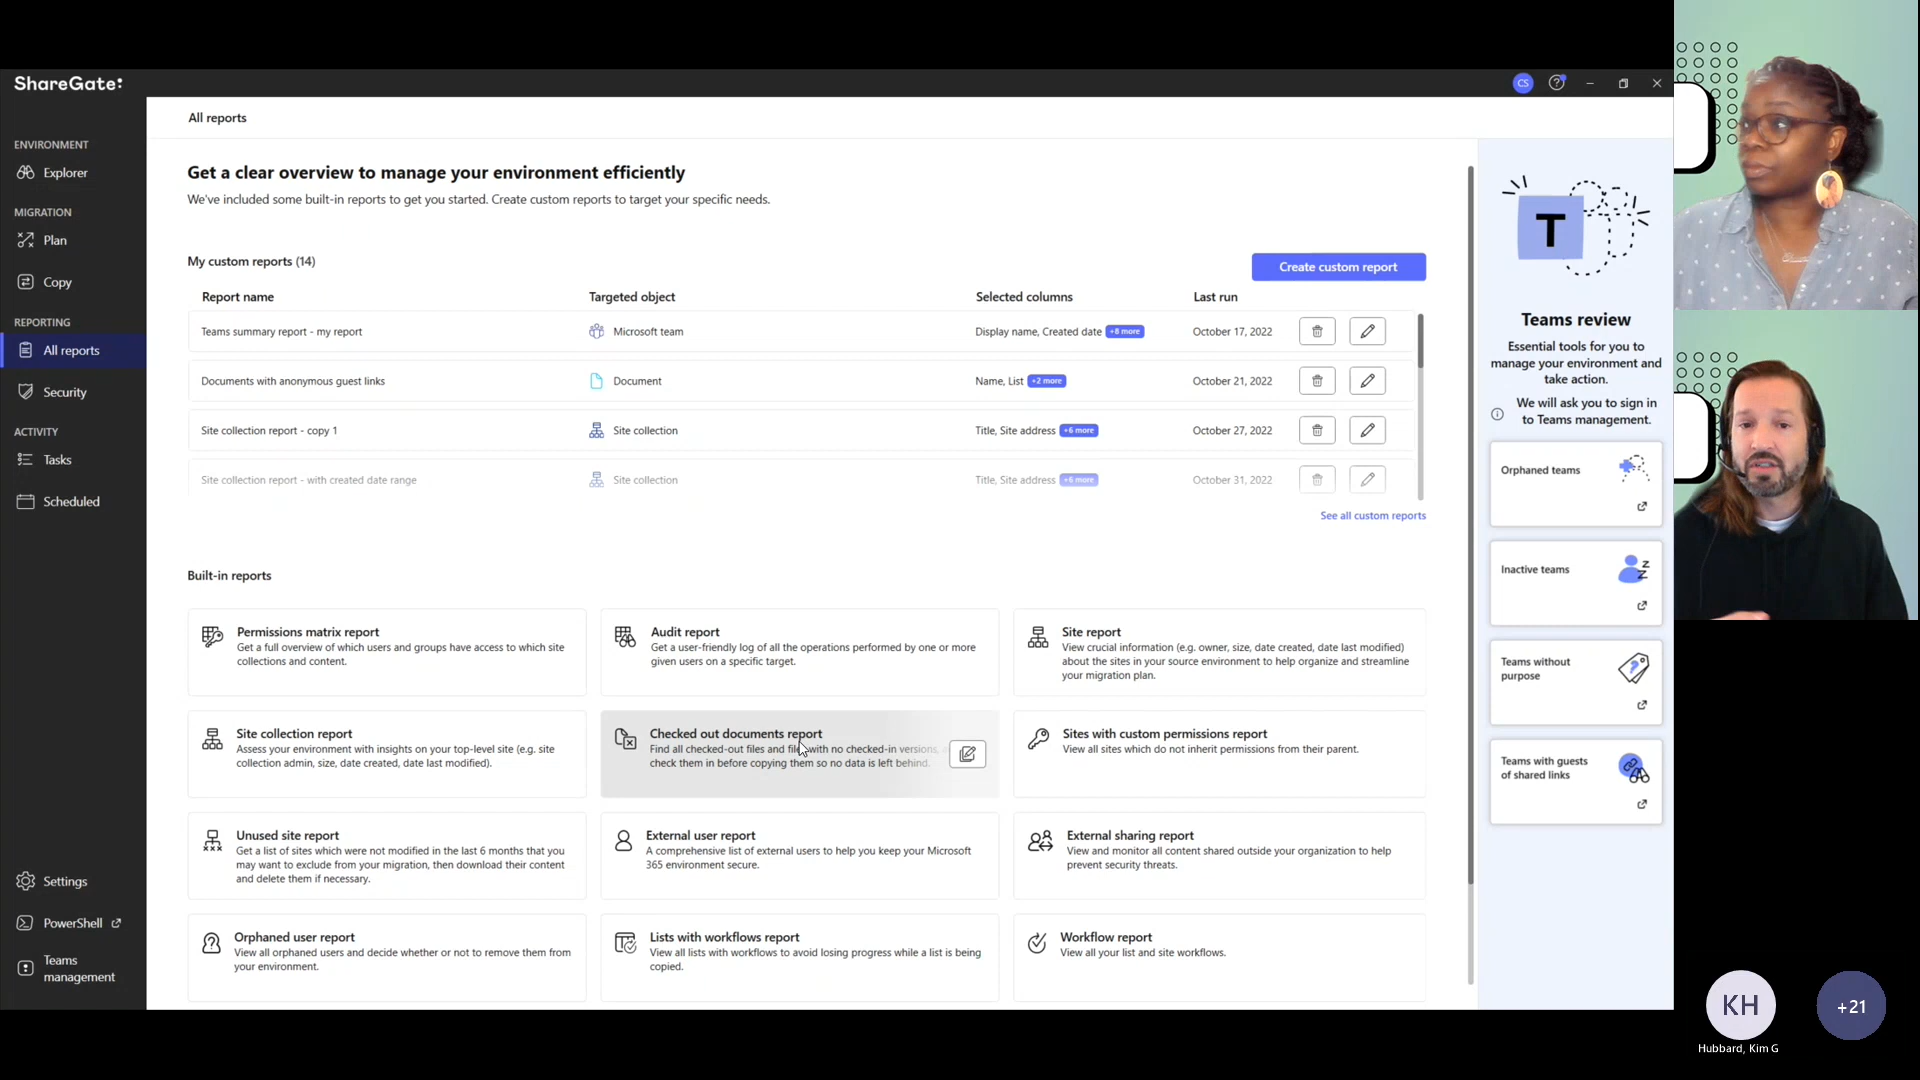 ShareGate:
CS
ENVIRONMENT
Explorer
MIGRATION
Plan
Copy
REPORTING
All reports
Security
ACTIVITY
Tasks
Scheduled
Settings
PowerShell
Teams
management
All reports
Get a clear overview to manage your environment efficiently
We've included some built-in reports to get you started. Create custom reports to target your specific needs.
My custom reports (14)
Create custom report
Report name Targeted object Selected columns Last run
Teams summary report - my report Microsoft team Display name, Created date +8 more October 17, 2022
Documents with anonymous guest links Document Name, List +2 more October 21, 2022
Site collection report - copy 1 Site collection Title, Site address +6 more October 27, 2022
Site collection report - with created date range Site collection Title, Site address +6 more October 31, 2022
See all custom reports
Built-in reports
Permissions matrix report
Get a full overview of which users and groups have access to which site
collections and content.
Audit report
Get a user-friendly log of all the operations performed by one or more
given users on a specific target.
Site report
View crucial information (e.g. owner, size, date created, date last modified)
about the sites in your source environment to help organize and streamline
your migration plan.
Site collection report
Assess your environment with insights on your top-level site (e.g. site
collection admin, size, date created, date last modified).
Checked out documents report
Find all checked-out files and files with no checked-in versions,
check them in before copying them so no data is left behind.
Sites with custom permissions report
View all sites which do not inherit permissions from their parent.
Unused site report
Get a list of sites which were not modified in the last 6 months that you
may want to exclude from your migration, then download their content
and delete them if necessary.
External user report
A comprehensive list of external users to help you keep your Microsoft
365 environment secure.
External sharing report
View and monitor all content shared outside your organization to help
prevent security threats.
Orphaned user report
View all orphaned users and decide whether or not to remove them from
your environment.
Lists with workflows report
View all lists with workflows to avoid losing progress while a list is being
copied.
Workflow report
View all your list and site workflows.
T
Teams review
Essential tools for you to
manage your environment and
take action.
We will ask you to sign in
to Teams management.
Orphaned teams
Inactive teams
Teams without
purpose
Teams with guests
of shared links
KH
+21
Hubbard, Kim G